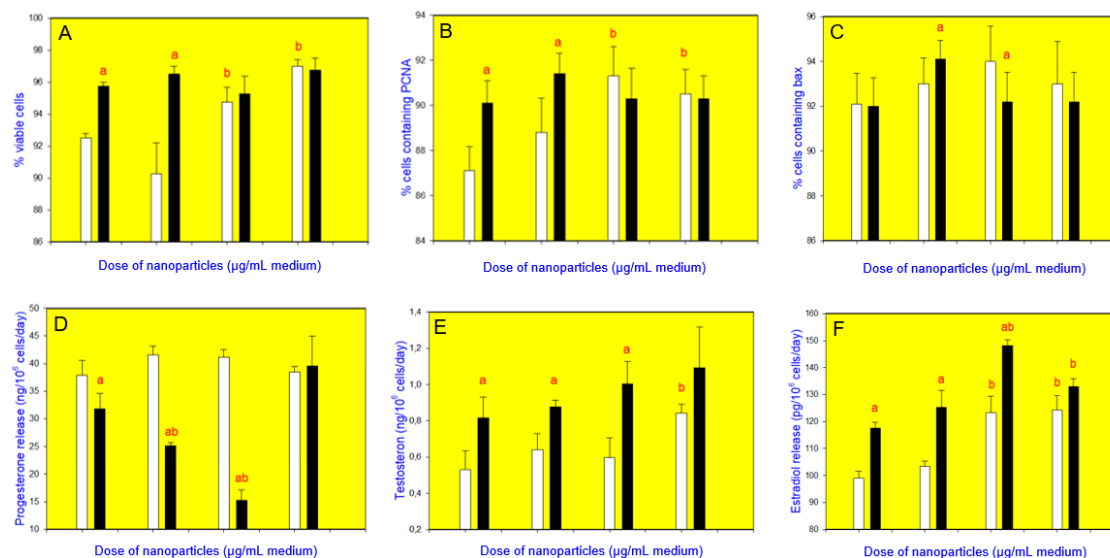 A
% viable cells
100
98
96
94
92
90
88
86
a
a
b
b
Dose of nanoparticles (µg/mL medium)
B
% cells containing PCNA
94
92
90
88
86
84
a
a
b
b
Dose of nanoparticles (µg/mL medium)
C
% cells containing bax
96
94
92
96
86
a
a
Dose of nanoparticles (µg/mL medium)
D
Progesterone release (ng/10⁶ cells/day)
50
45
40
35
30
25
20
15
10
a
ab
ab
Dose of nanoparticles (µg/mL medium)
E
Testosteron (ng/10⁶ cells/day)
1,4
1,2
1,0
0,8
0,6
0,4
0,2
a
a
a
b
Dose of nanoparticles (µg/mL medium)
F
Estradiol release (pg/10⁶ cells/day)
160
150
140
130
120
110
100
90
80
a
a
b
ab
b
b
Dose of nanoparticles (µg/mL medium)